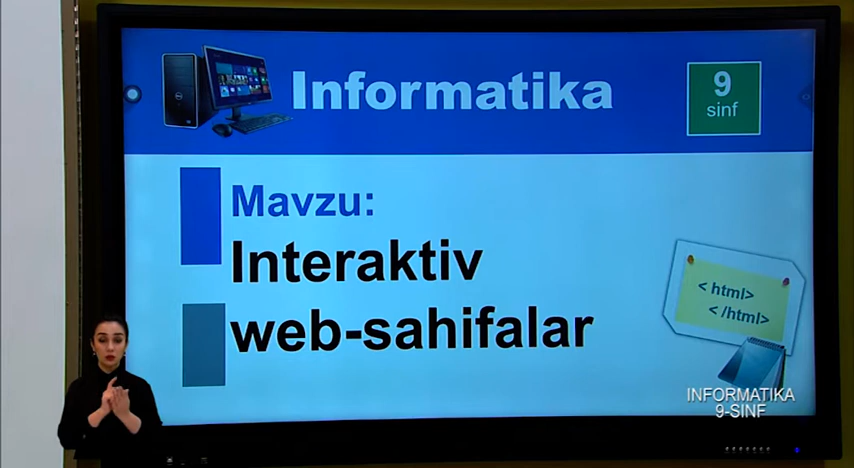 Informatika
9
sinf
Mavzu:
Interaktiv
web-sahifalar
< html>
< /html>
INFORMATIKA
9-SINF